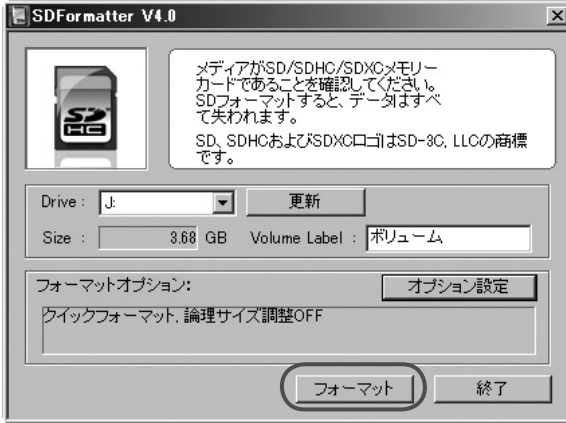 SDFormatter V4.0
SD
HC
メディアがSD/SDHC/SDXCメモリー
カードであることを確認してください。
SDフォーマットすると、データはすべ
て失われます。
SD、SDHCおよびSDXCロゴはSD-3C, LLCの商標
です。
Drive : J: 更新
Size : 3.68 GB Volume Label : ボリューム
フォーマットオプション: オプション設定
クイックフォーマット, 論理サイズ調整OFF
フォーマット 終了